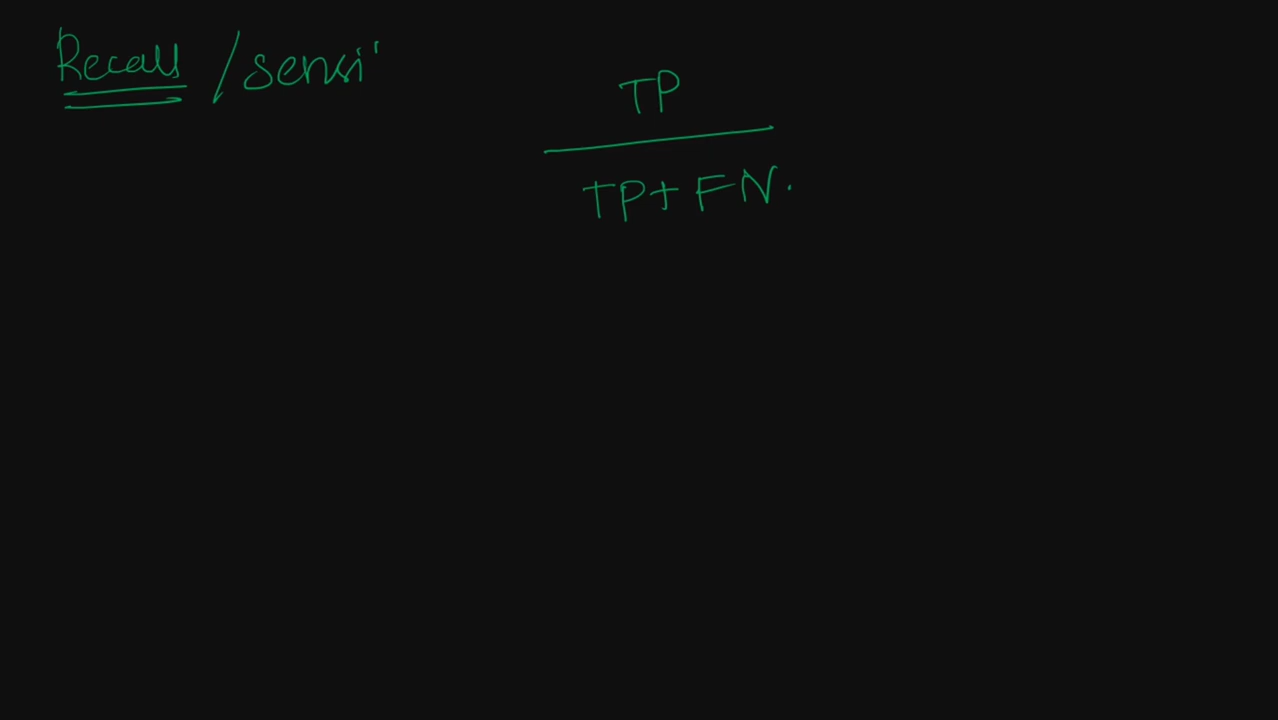 Recall / sensi
TP
TP + FN.